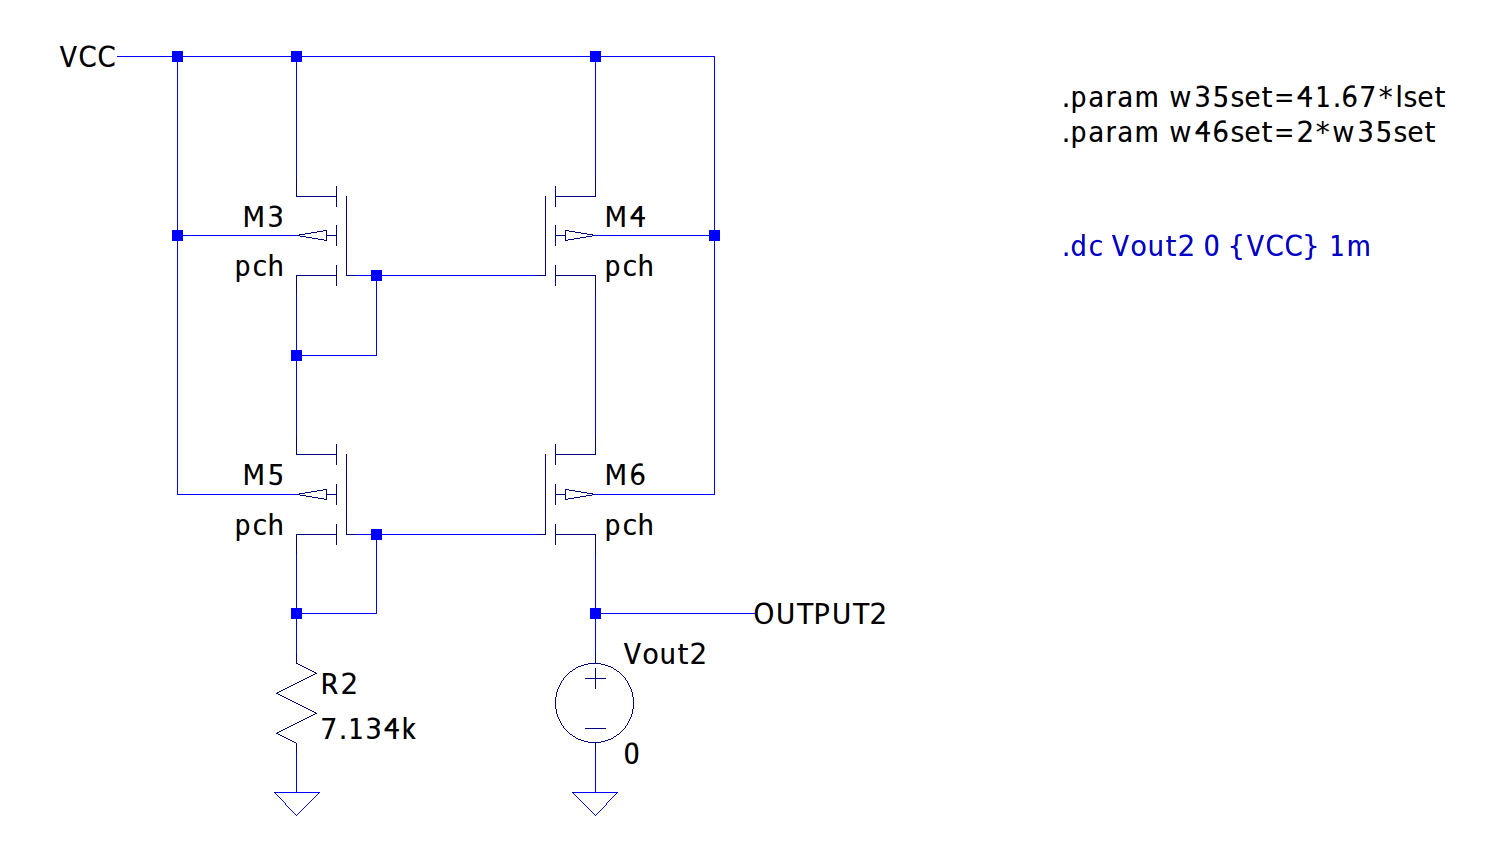 VCC
.param w35set=41.67*lset
.param w46set=2*w35set
M3
M4
.dc Vout2 0 {VCC} 1m
pch
pch
M5
M6
pch
pch
OUTPUT2
Vout2
R2
7.134k
0